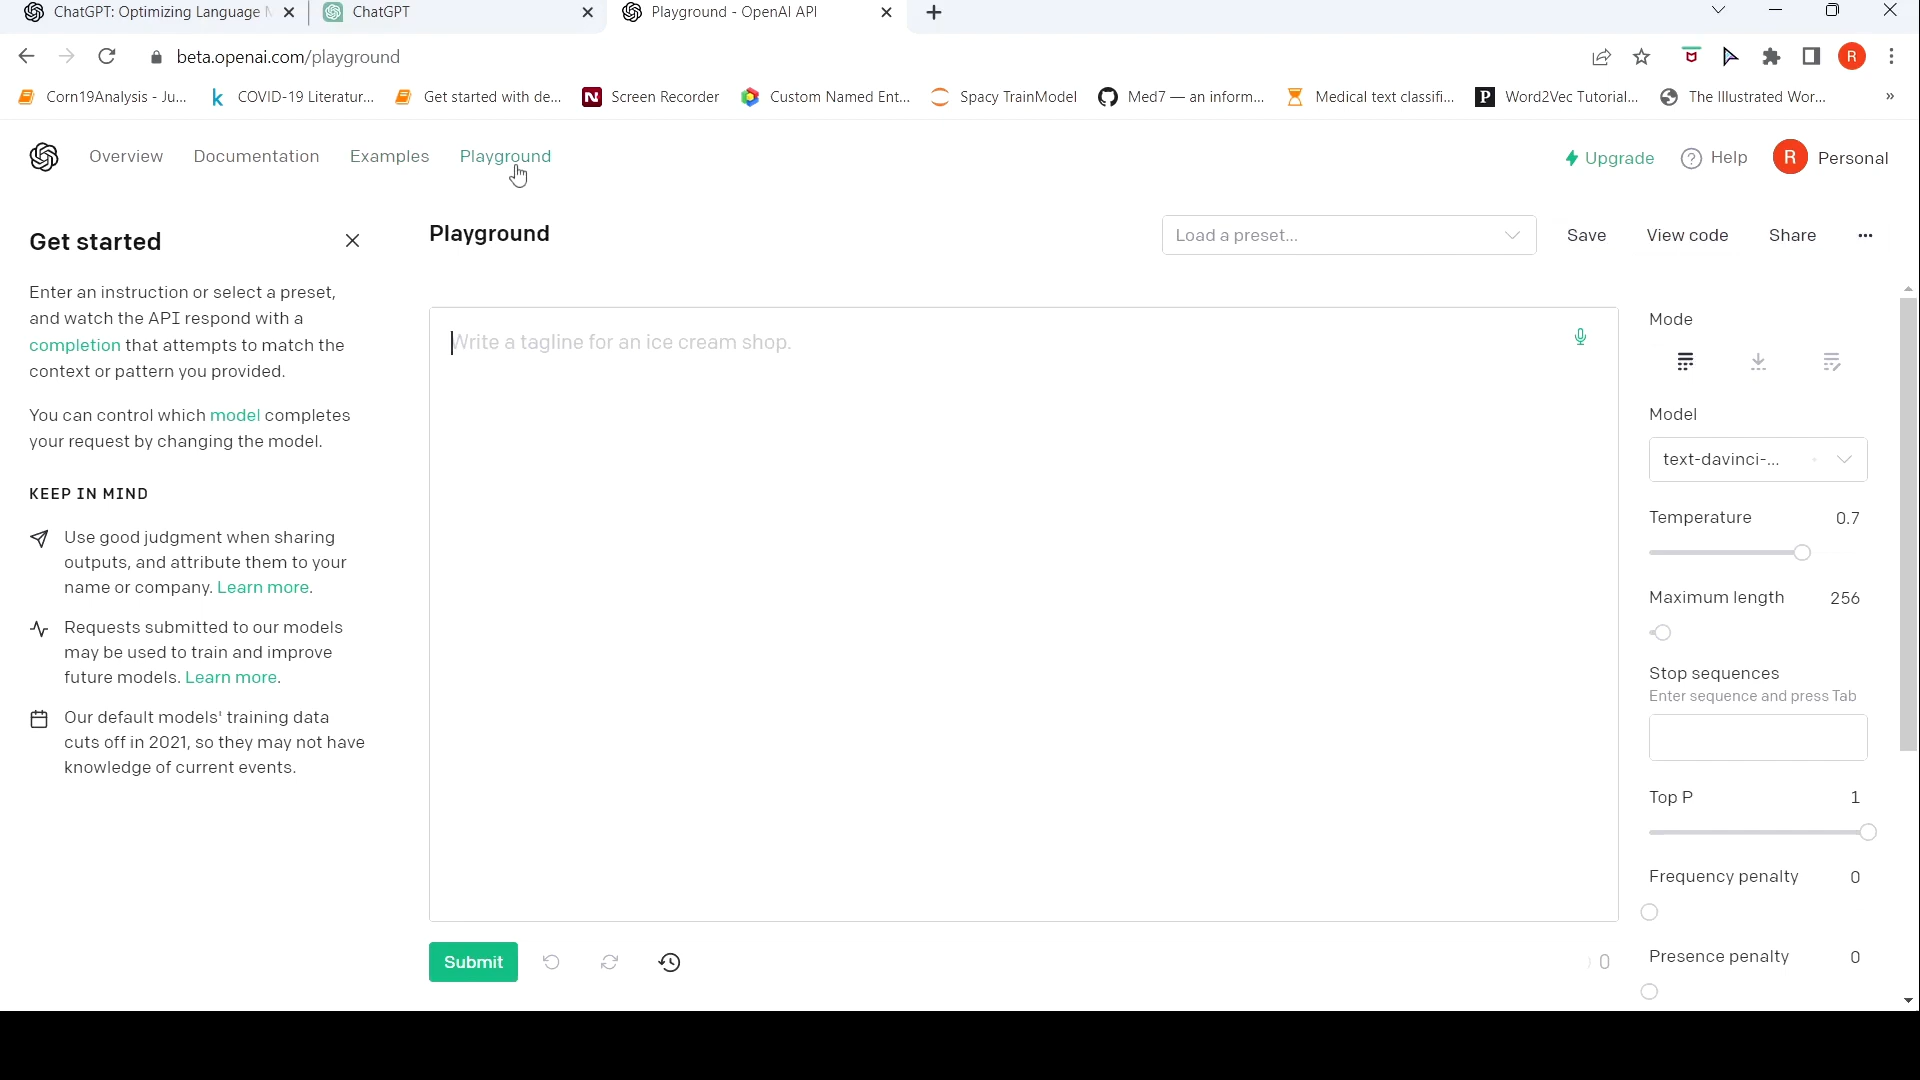 ChatGPT: Optimizing Language
ChatGPT
Playground - OpenAI API
beta.openai.com/playground
R
Corn19Analysis - Ju...
COVID-19 Literatur...
Get started with de...
Screen Recorder
Custom Named Ent...
Spacy TrainModel
Med7 — an inform...
Medical text classifi...
Word2Vec Tutorial...
The Illustrated Wor...
»
Overview
Documentation
Examples
Playground
Upgrade
Help
R
Personal
Get started
Playground
Load a preset...
Save
View code
Share
...
Enter an instruction or select a preset,
and watch the API respond with a
completion that attempts to match the
context or pattern you provided.
You can control which model completes
your request by changing the model.
KEEP IN MIND
Use good judgment when sharing
outputs, and attribute them to your
name or company. Learn more.
Requests submitted to our models
may be used to train and improve
future models. Learn more.
Our default models' training data
cuts off in 2021, so they may not have
knowledge of current events.
Write a tagline for an ice cream shop.
Submit
0
Mode
Model
text-davinci-...
Temperature 0.7
Maximum length 256
Stop sequences
Enter sequence and press Tab
Top P 1
Frequency penalty 0
Presence penalty 0